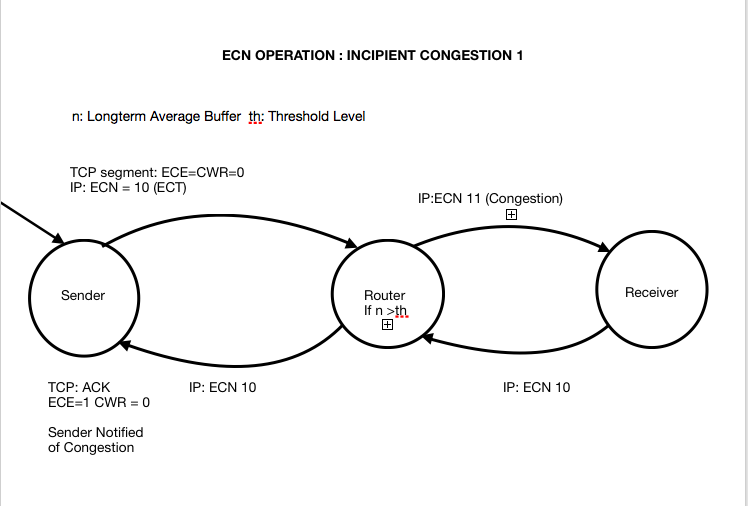 ECN OPERATION : INCIPIENT CONGESTION 1
n: Longterm Average Buffer th: Threshold Level
TCP segment: ECE=CWR=0
IP: ECN = 10 (ECT)
IP:ECN 11 (Congestion)
Sender
Router
If n >th
Receiver
TCP: ACK
ECE=1 CWR = 0
IP: ECN 10
IP: ECN 10
Sender Notified
of Congestion